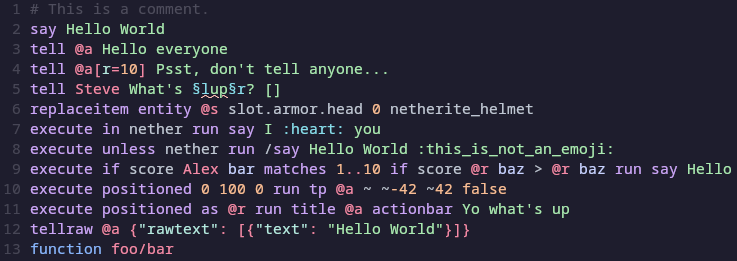 1 # This is a comment.
2 say Hello World
3 tell @a Hello everyone
4 tell @a[r=10] Psst, don't tell anyone...
5 tell Steve What's §lup§r? []
6 replaceitem entity @s slot.armor.head 0 netherite_helmet
7 execute in nether run say I :heart: you
8 execute unless nether run /say Hello World :this_is_not_an_emoji:
9 execute if score Alex bar matches 1..10 if score @r baz > @r baz run say Hello
10 execute positioned 0 100 0 run tp @a ~ ~-42 ~42 false
11 execute positioned as @r run title @a actionbar Yo what's up
12 tellraw @a {"rawtext": [{"text": "Hello World"}]}
13 function foo/bar